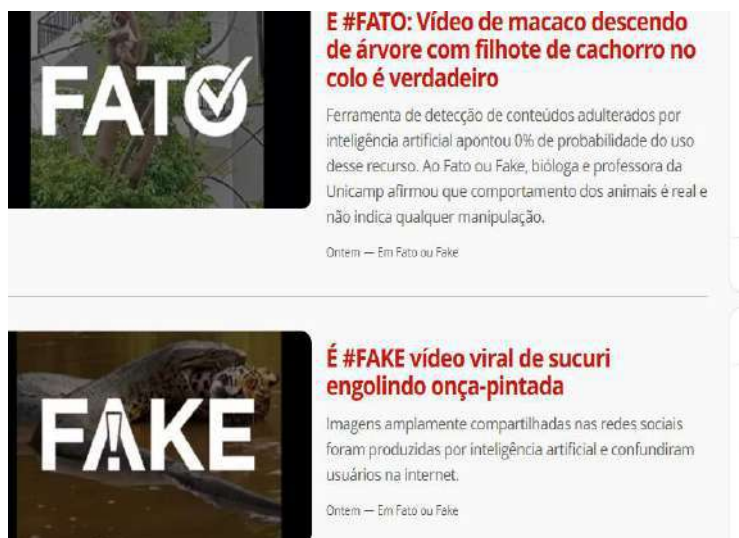 FATO
É #FATO: Vídeo de macaco descendo
de árvore com filhote de cachorro no
colo é verdadeiro
Ferramenta de detecção de conteúdos adulterados por
inteligência artificial apontou 0% de probabilidade do uso
desse recurso. Ao Fato ou Fake, bióloga e professora da
Unicamp afirmou que comportamento dos animais é real e
não indica qualquer manipulação.
Ontem — Em Fato ou Fake
FAKE
É #FAKE vídeo viral de sucuri
engolindo onça-pintada
Imagens amplamente compartilhadas nas redes sociais
foram produzidas por inteligência artificial e confundiram
usuários na internet.
Ontem — Em Fato ou Fake